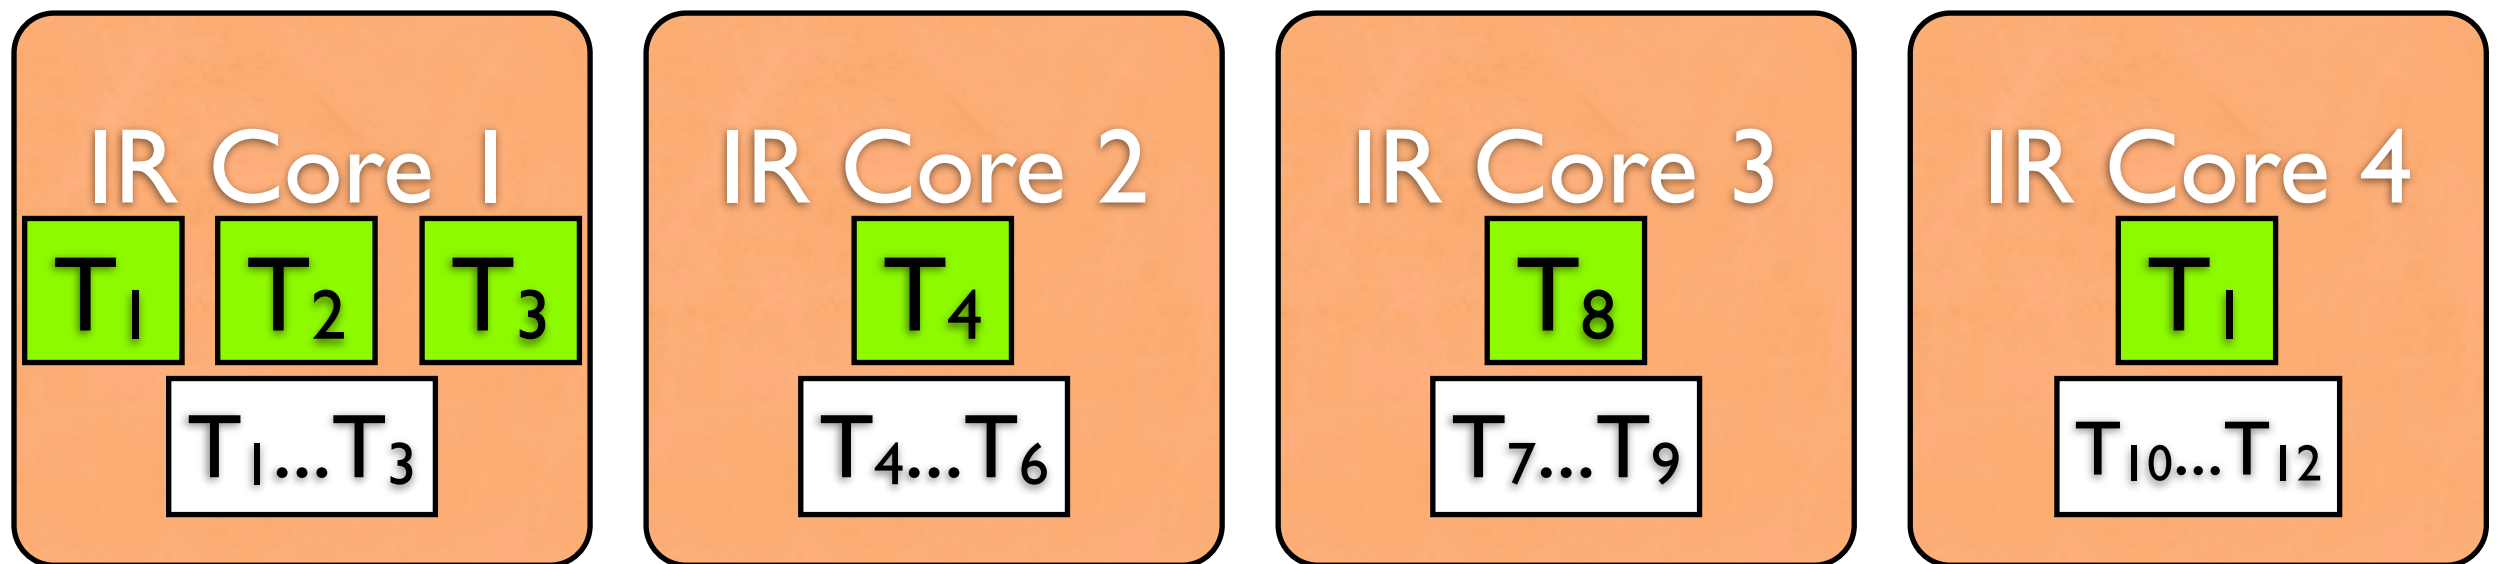 IR Core 1 IR Core 2 IR Core 3 IR Core 4
T1 T2 T3 T4 T8 T1
T1...T3 T4...T6 T7...T9 T10...T12